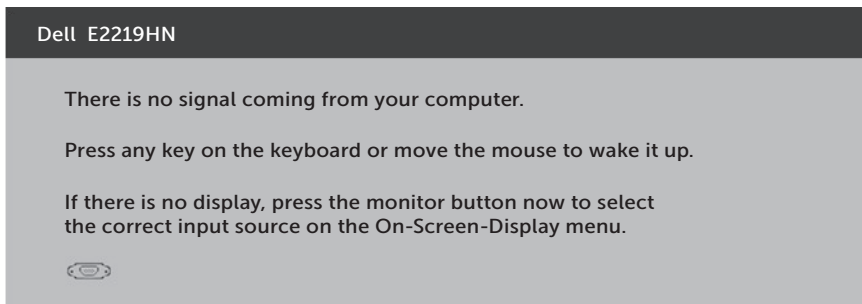 Dell E2219HN
There is no signal coming from your computer.
Press any key on the keyboard or move the mouse to wake it up.
If there is no display, press the monitor button now to select
the correct input source on the On-Screen-Display menu.